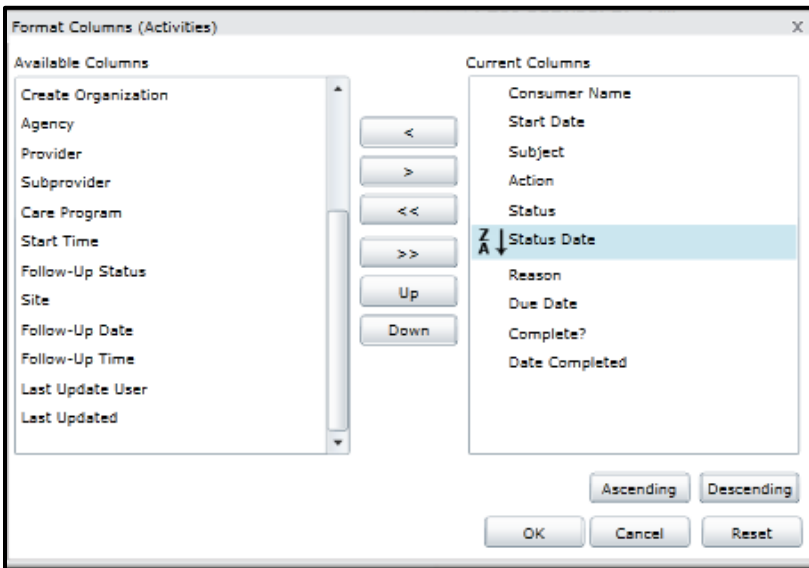 Format Columns (Activities) X
Available Columns
Create Organization
Agency
Provider
Subprovider
Care Program
Start Time
Follow-Up Status
Site
Follow-Up Date
Follow-Up Time
Last Update User
Last Updated
<
>
<<
>>
Up
Down
Current Columns
Consumer Name
Start Date
Subject
Action
Status
Z
A Status Date
Reason
Due Date
Complete?
Date Completed
Ascending Descending
OK Cancel Reset